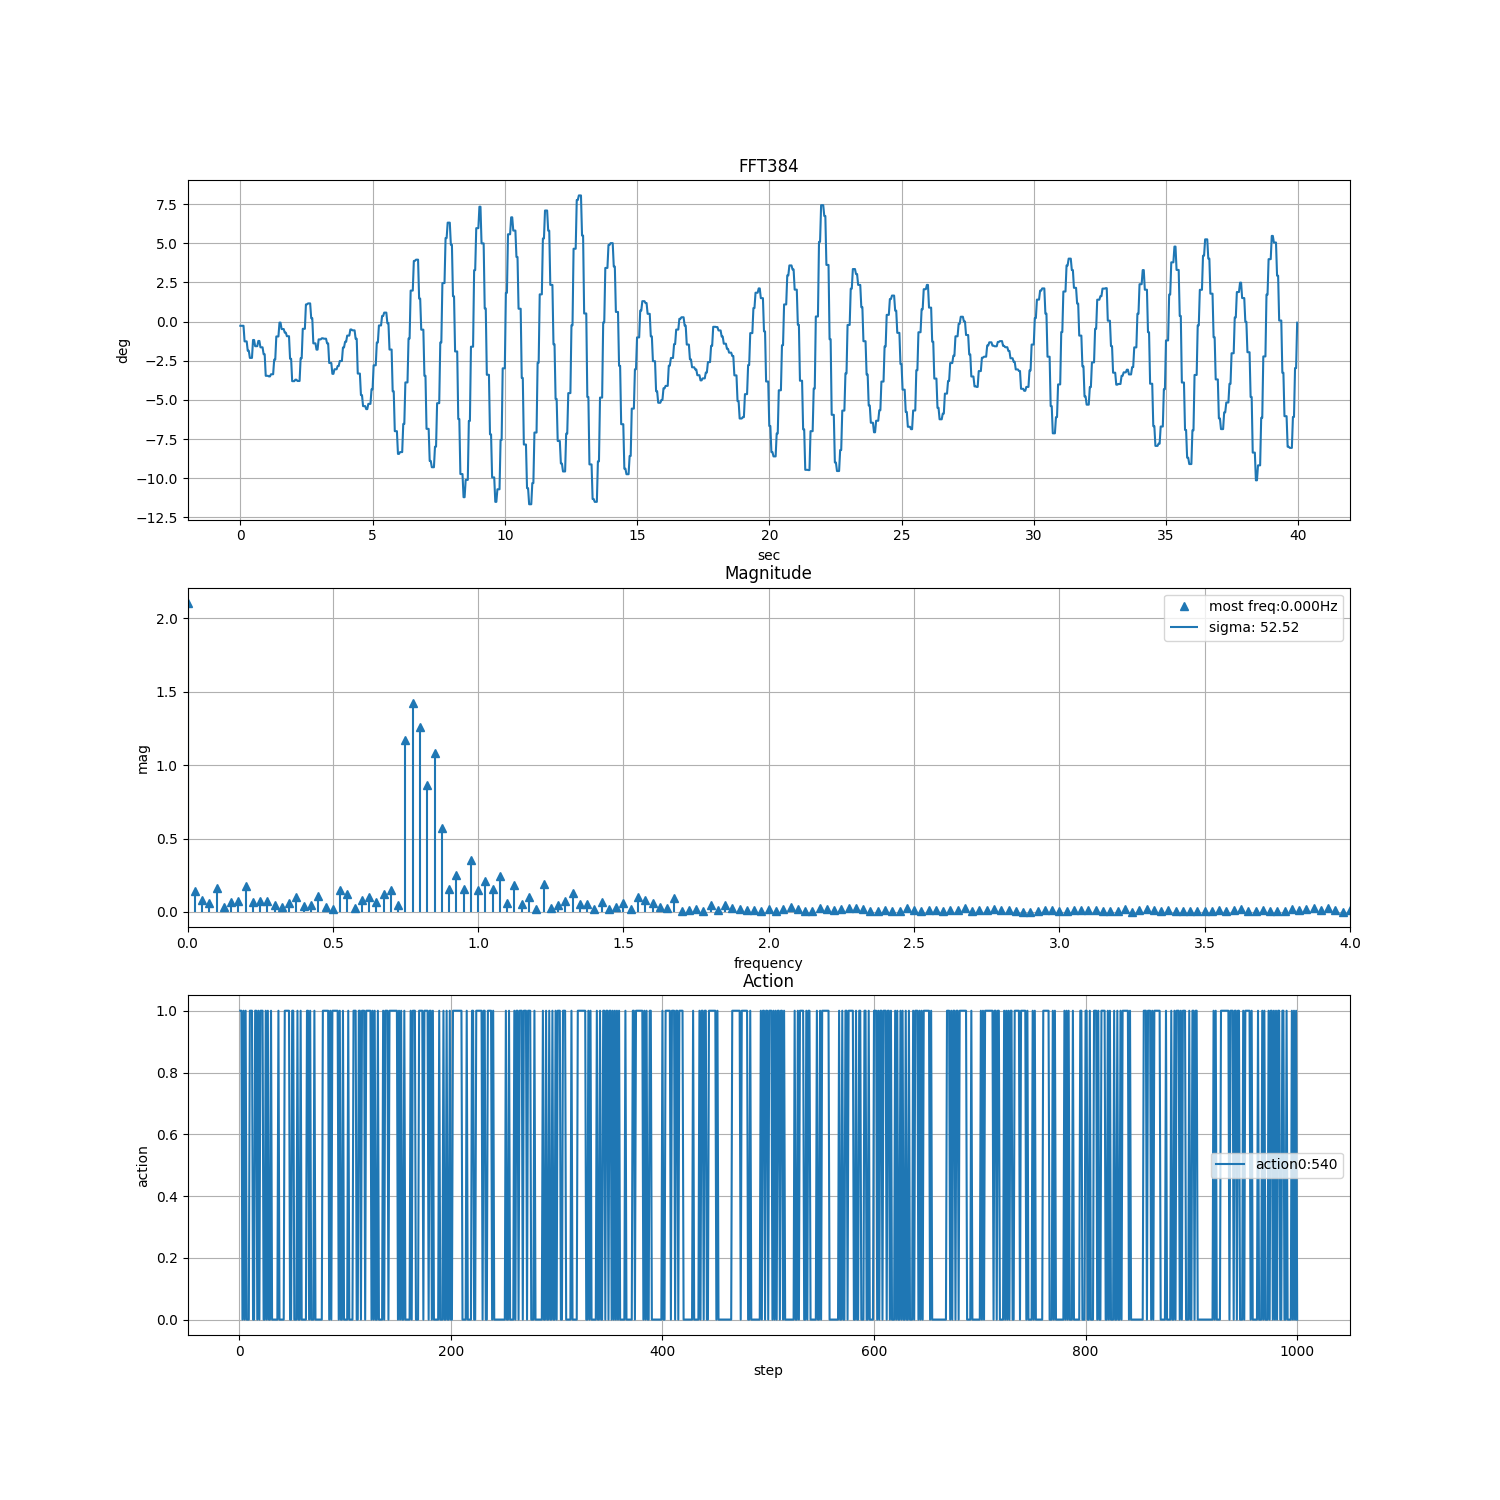 FFT384
7.5
5.0
2.5
0.0
−2.5
−5.0
−7.5
−10.0
−12.5
deg
0 5 10 15 20 25 30 35 40
sec
Magnitude
2.0
1.5
1.0
0.5
0.0
mag
most freq:0.000Hz
sigma: 52.52
0.0 0.5 1.0 1.5 2.0 2.5 3.0 3.5 4.0
frequency
Action
1.0
0.8
0.6
0.4
0.2
0.0
action
action0:540
0 200 400 600 800 1000
step